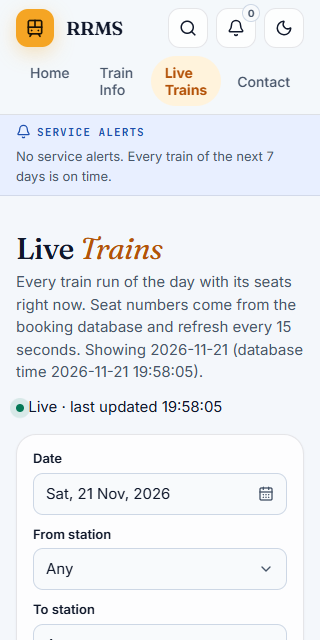 RRMS
0
Home
Train Info
Live Trains
Contact
SERVICE ALERTS
No service alerts. Every train of the next 7
days is on time.
Live Trains
Every train run of the day with its seats
right now. Seat numbers come from the
booking database and refresh every 15
seconds. Showing 2026-11-21 (database
time 2026-11-21 19:58:05).
Live · last updated 19:58:05
Date
Sat, 21 Nov, 2026
From station
Any
To station